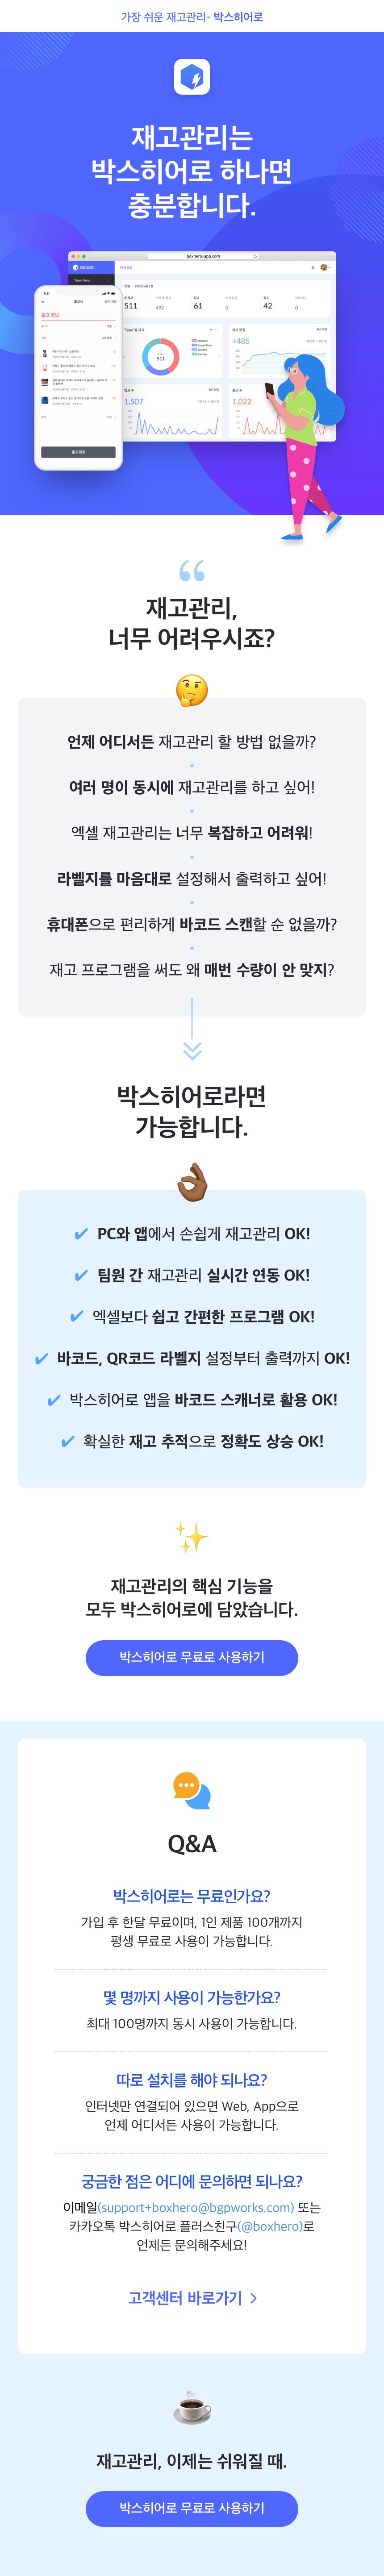 가장 쉬운 재고관리- 박스히어로
재고관리는
박스히어로 하나면
충분합니다.
boxhero-app.com
511
61
42
511
+485
1,507
1,022
재고관리,
너무 어려우시죠?
언제 어디서든 재고관리 할 방법 없을까?
여러 명이 동시에 재고관리를 하고 싶어!
엑셀 재고관리는 너무 복잡하고 어려워!
라벨지를 마음대로 설정해서 출력하고 싶어!
휴대폰으로 편리하게 바코드 스캔할 순 없을까?
재고 프로그램을 써도 왜 매번 수량이 안 맞지?
박스히어로라면
가능합니다.
PC와 앱에서 손쉽게 재고관리 OK!
팀원 간 재고관리 실시간 연동 OK!
엑셀보다 쉽고 간편한 프로그램 OK!
바코드, QR코드 라벨지 설정부터 출력까지 OK!
박스히어로 앱을 바코드 스캐너로 활용 OK!
확실한 재고 추적으로 정확도 상승 OK!
재고관리의 핵심 기능을
모두 박스히어로에 담았습니다.
박스히어로 무료로 사용하기
Q&A
박스히어로는 무료인가요?
가입 후 한달 무료이며, 1인 제품 100개까지
평생 무료로 사용이 가능합니다.
몇 명까지 사용이 가능한가요?
최대 100명까지 동시 사용이 가능합니다.
따로 설치를 해야 되나요?
인터넷만 연결되어 있으면 Web, App으로
언제 어디서든 사용이 가능합니다.
궁금한 점은 어디에 문의하면 되나요?
이메일(support+boxhero@bgpworks.com) 또는
카카오톡 박스히어로 플러스친구(@boxhero)로
언제든 문의해주세요!
고객센터 바로가기
재고관리, 이제는 쉬워질 때.
박스히어로 무료로 사용하기